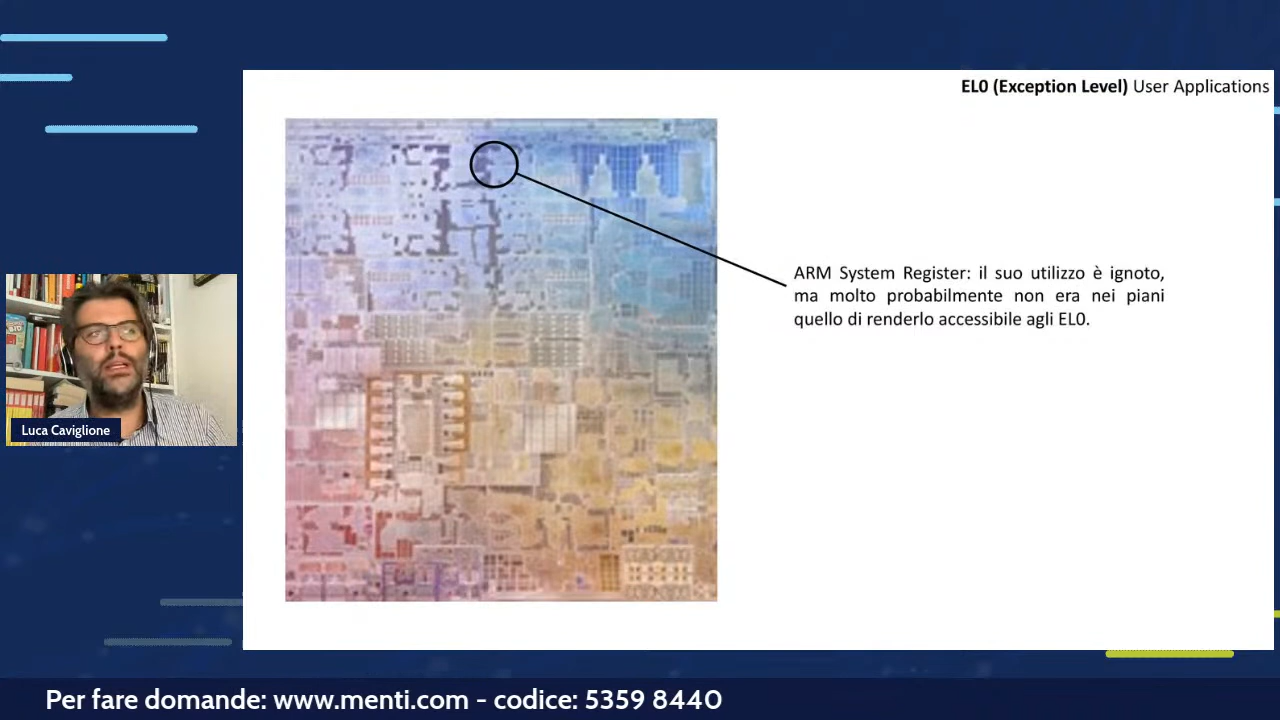 EL0 (Exception Level) User Applications
ARM System Register: il suo utilizzo è ignoto,
ma molto probabilmente non era nei piani
quello di renderlo accessibile agli EL0.
Luca Caviglione
Per fare domande: www.menti.com - codice: 5359 8440